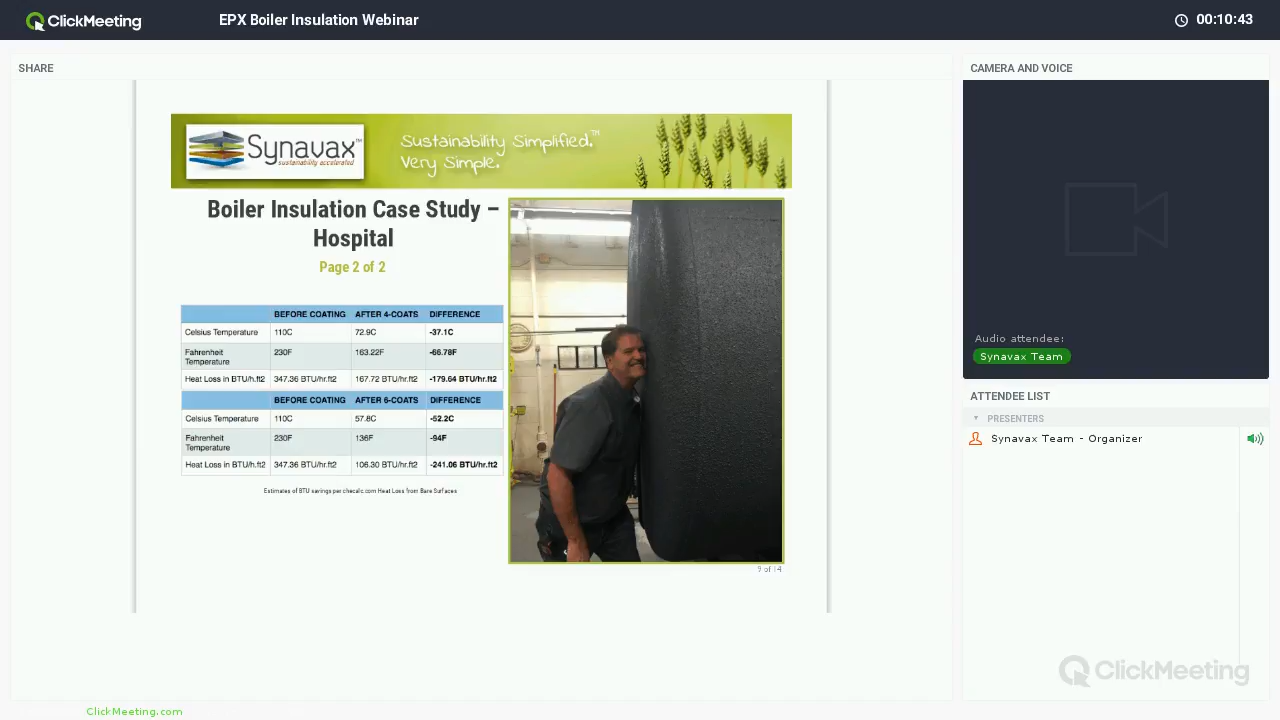 ClickMeeting
EPX Boiler Insulation Webinar
00:10:43
SHARE
Synavax™
sustainability accelerated
Sustainability Simplified.™
Very Simple.
Boiler Insulation Case Study –
Hospital
Page 2 of 2
BEFORE COATING AFTER 4-COATS DIFFERENCE
Celsius Temperature 110C 72.9C -37.1C
Fahrenheit
Temperature 230F 163.22F -66.78F
Heat Loss in BTU/h.ft2 347.36 BTU/hr.ft2 167.72 BTU/hr.ft2 -179.64 BTU/hr.ft2
BEFORE COATING AFTER 6-COATS DIFFERENCE
Celsius Temperature 110C 57.8C -52.2C
Fahrenheit
Temperature 230F 136F -94F
Heat Loss in BTU/h.ft2 347.36 BTU/hr.ft2 106.30 BTU/hr.ft2 -241.06 BTU/hr.ft2
Estimates of BTU savings per checalc.com Heat Loss from Bare Surfaces
9 of 14
CAMERA AND VOICE
Audio attendee:
Synavax Team
ATTENDEE LIST
PRESENTERS
Synavax Team - Organizer
ClickMeeting
ClickMeeting.com